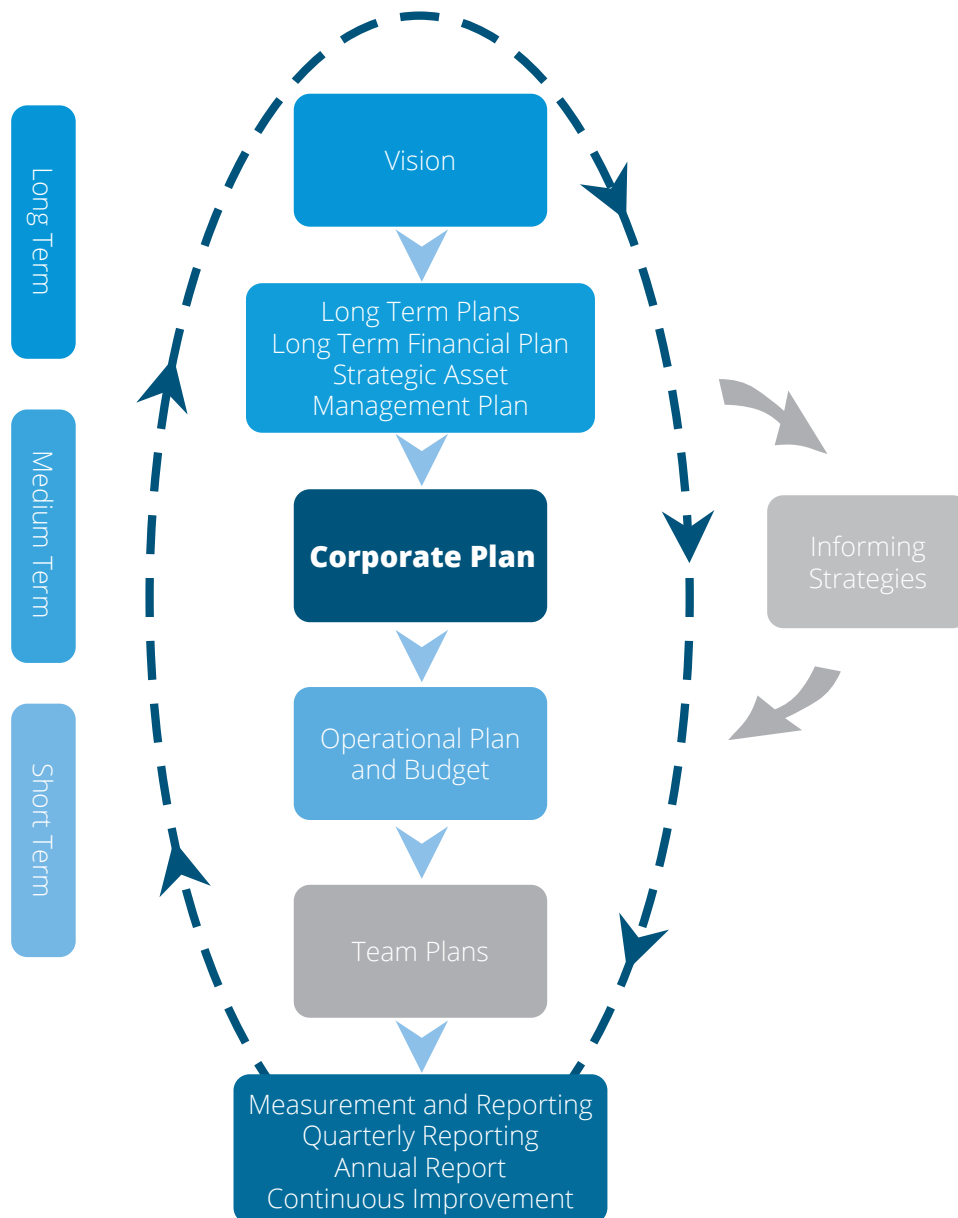 Vision
Long Term
Long Term Plans
Long Term Financial Plan
Strategic Asset
Management Plan
Medium Term
Corporate Plan
Informing
Strategies
Short Term
Operational Plan
and Budget
Team Plans
Measurement and Reporting
Quarterly Reporting
Annual Report
Continuous Improvement